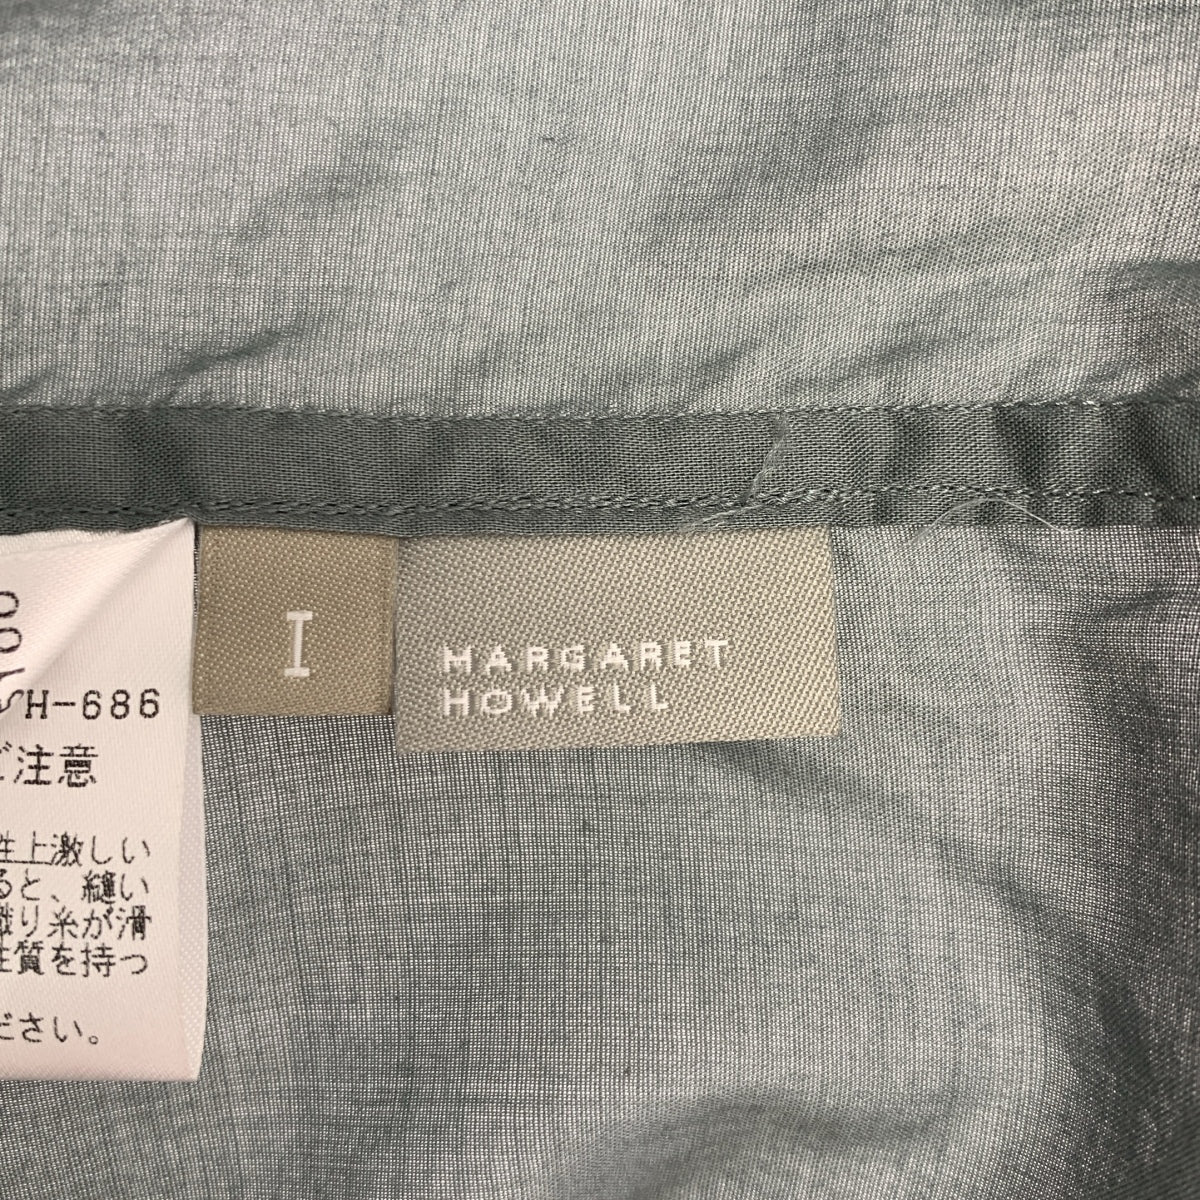 I
MARGARET
HOWELL
H-686
ご注意
性上激しい
ると、縫い
織り糸が滑
性質を持つ
ださい。